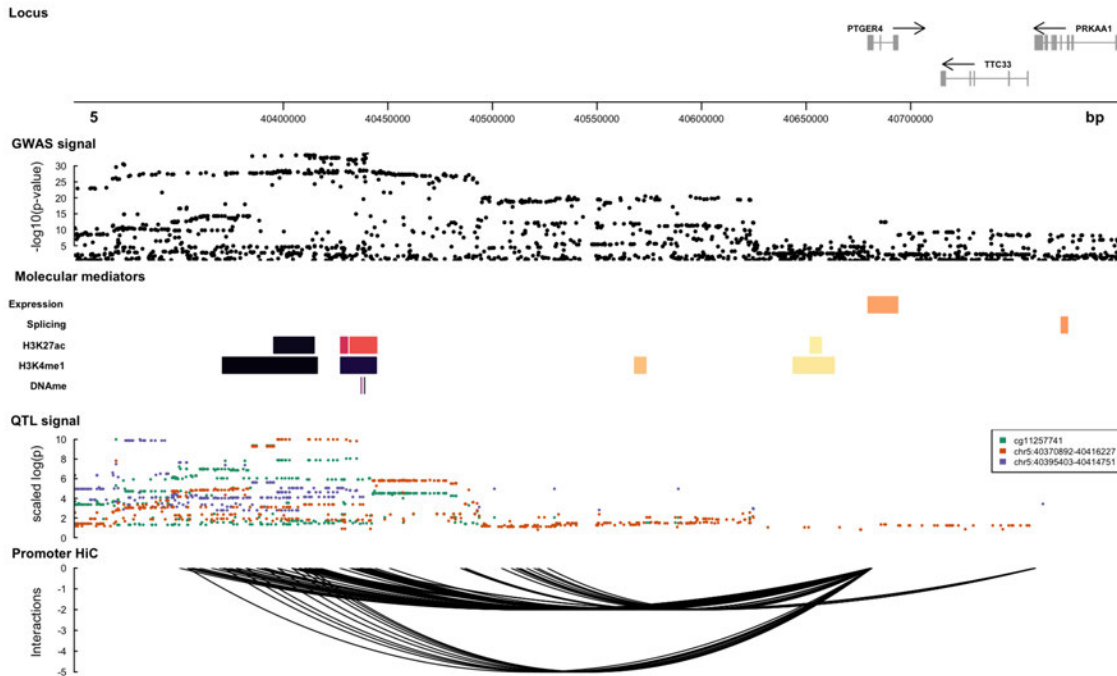 Locus
PTGER4
PRKAA1
TTC33
5
40400000
40450000
40500000
40550000
40600000
40650000
40700000
bp
GWAS signal
-log10(p-value)
30
25
20
15
10
5
Molecular mediators
Expression
Splicing
H3K27ac
H3K4me1
DNAme
QTL signal
scaled log(p)
10
8
6
4
2
0
cg11257741
chr5:40370892-40416227
chr5:40395403-40414751
Promoter HiC
Interactions
0
-1
-2
-3
-4
-5